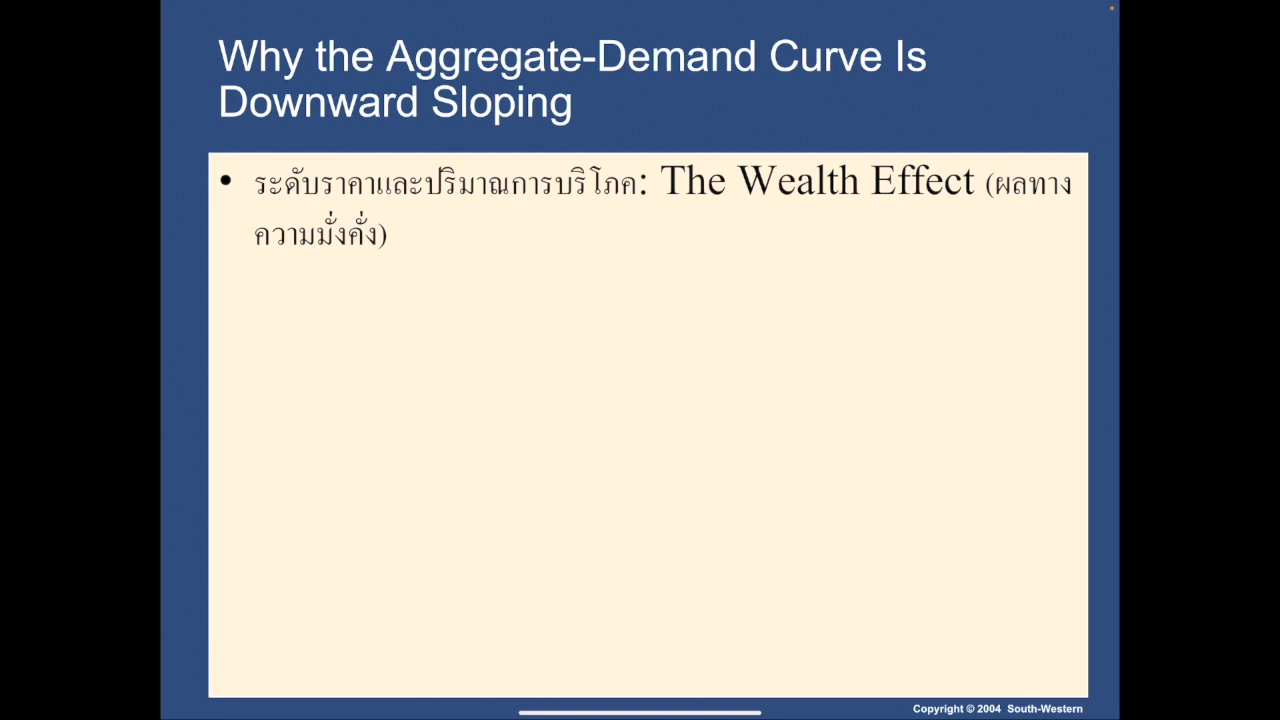 Why the Aggregate-Demand Curve Is
Downward Sloping
• ระดับราคาและปริมาณการบริโภค: The Wealth Effect (ผลทาง
ความมั่งคั่ง)
Copyright © 2004 South-Western